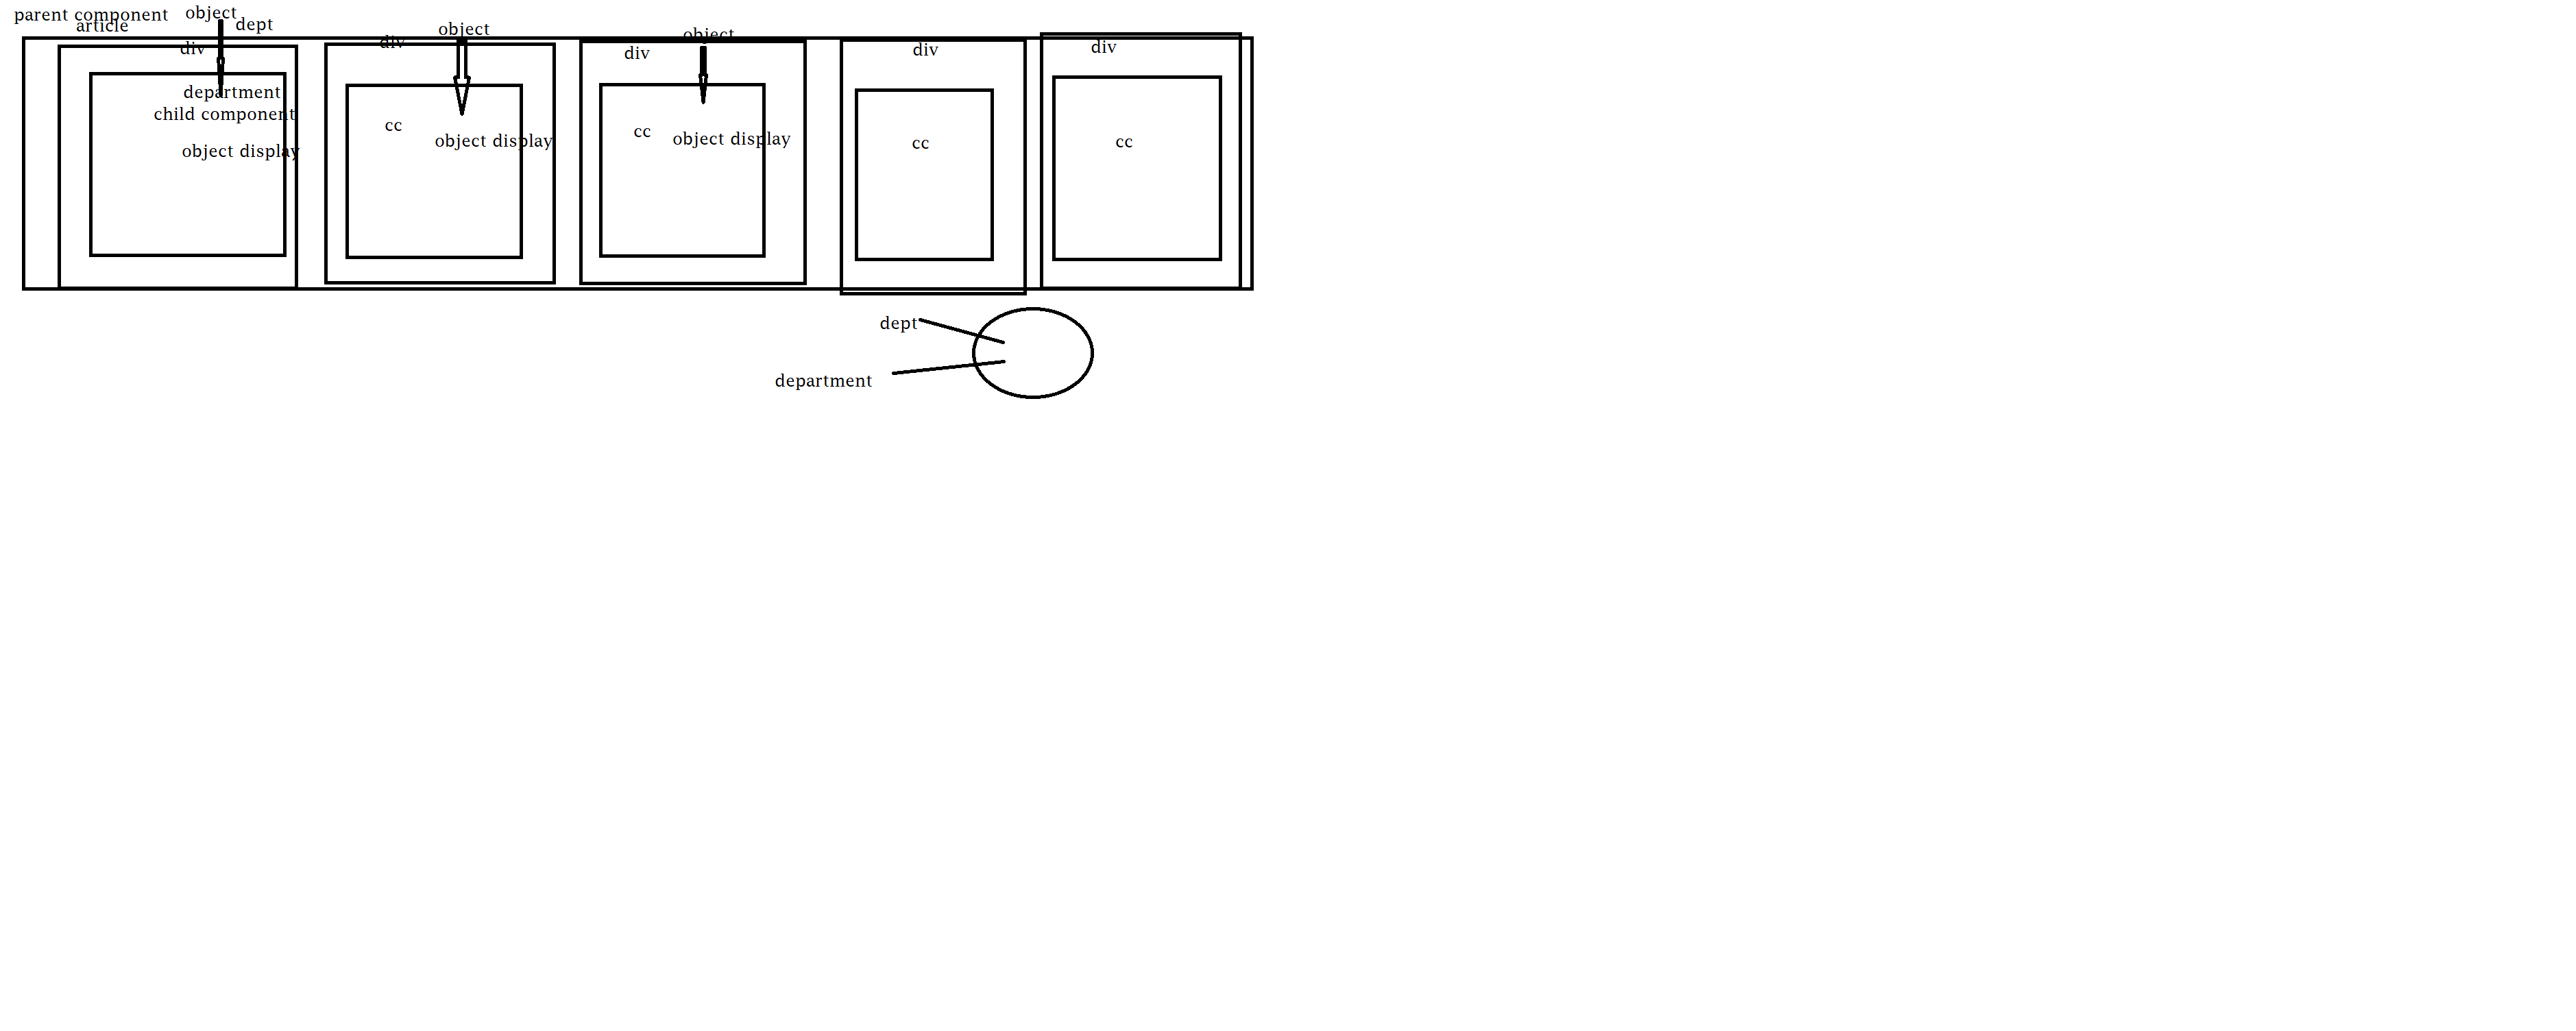 parent component
article
object
dept
div
department
child component
object display
div
object
cc
object display
div
object
cc
object display
div
cc
div
cc
dept
department